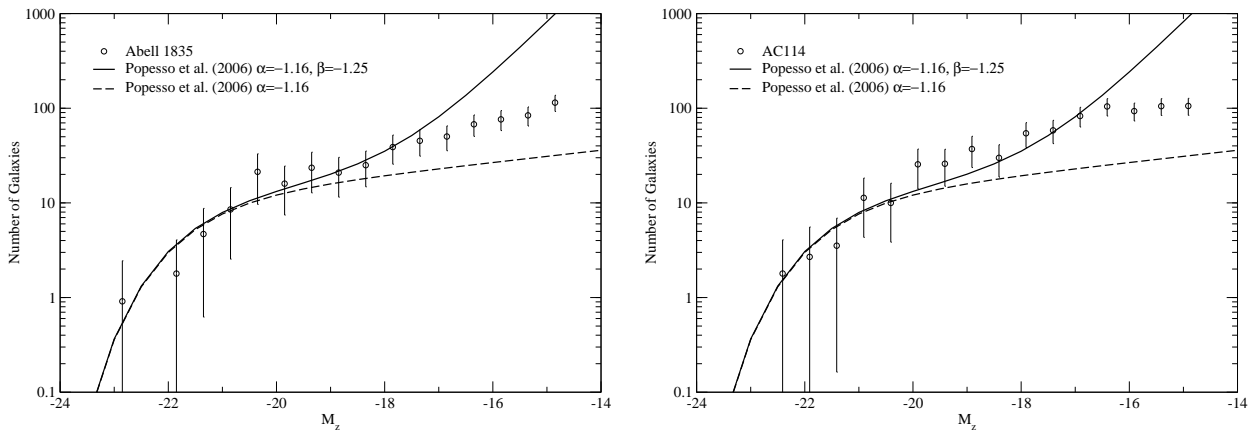 1000
100
10
1
0.1
Number of Galaxies
Abell 1835
Popesso et al. (2006) α=−1.16, β=−1.25
Popesso et al. (2006) α=−1.16
-24
-22
-20
-18
-16
-14
M_z
1000
100
10
1
0.1
Number of Galaxies
AC114
Popesso et al. (2006) α=−1.16, β=−1.25
Popesso et al. (2006) α=−1.16
-24
-22
-20
-18
-16
-14
M_z